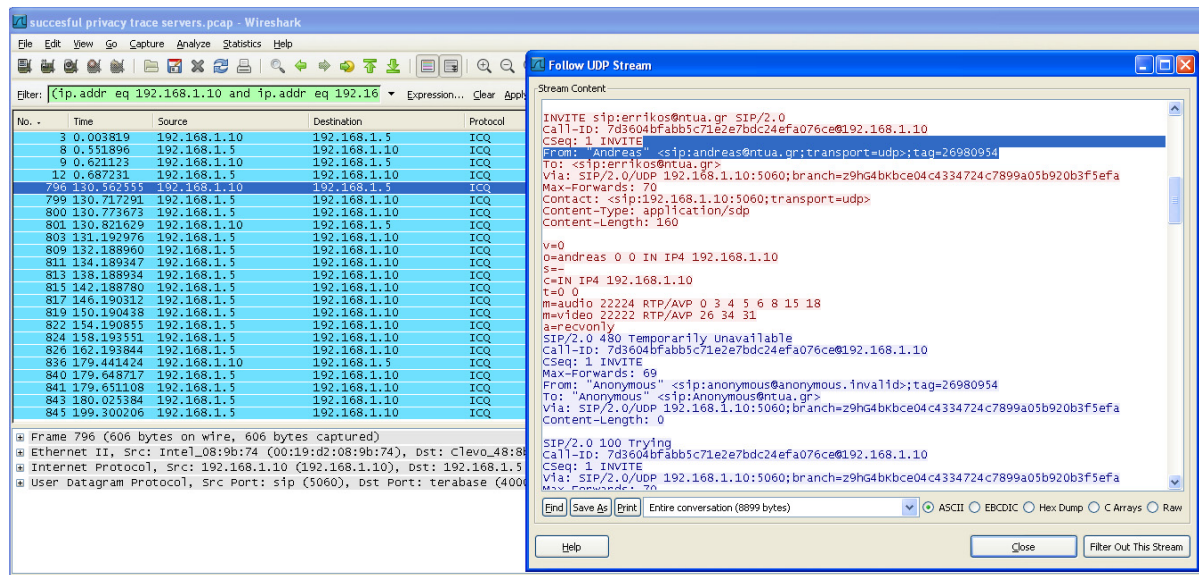 succesful privacy trace servers.pcap - Wireshark
File Edit View Go Capture Analyze Statistics Help
Filter: (ip.addr eq 192.168.1.10 and ip.addr eq 192.16 Expression... Clear Apply
No. - Time Source Destination Protocol
3 0.003819 192.168.1.10 192.168.1.5 ICQ
8 0.551896 192.168.1.5 192.168.1.10 ICQ
9 0.621123 192.168.1.10 192.168.1.5 ICQ
12 0.687231 192.168.1.5 192.168.1.10 ICQ
796 130.562555 192.168.1.10 192.168.1.5 ICQ
799 130.717291 192.168.1.5 192.168.1.10 ICQ
800 130.773673 192.168.1.5 192.168.1.10 ICQ
801 130.821629 192.168.1.10 192.168.1.5 ICQ
803 131.192976 192.168.1.5 192.168.1.10 ICQ
809 132.188960 192.168.1.5 192.168.1.10 ICQ
811 134.189347 192.168.1.5 192.168.1.10 ICQ
813 138.188934 192.168.1.5 192.168.1.10 ICQ
815 142.188780 192.168.1.5 192.168.1.10 ICQ
817 146.190312 192.168.1.5 192.168.1.10 ICQ
819 150.190438 192.168.1.5 192.168.1.10 ICQ
822 154.190855 192.168.1.5 192.168.1.10 ICQ
824 158.193551 192.168.1.5 192.168.1.10 ICQ
826 162.193844 192.168.1.5 192.168.1.10 ICQ
836 179.441424 192.168.1.10 192.168.1.5 ICQ
840 179.648717 192.168.1.5 192.168.1.10 ICQ
841 179.651108 192.168.1.5 192.168.1.10 ICQ
843 180.025384 192.168.1.5 192.168.1.10 ICQ
845 199.300206 192.168.1.5 192.168.1.10 ICQ
Frame 796 (606 bytes on wire, 606 bytes captured)
Ethernet II, Src: Intel_08:9b:74 (00:19:d2:08:9b:74), Dst: Clevo_48:8b
Internet Protocol, Src: 192.168.1.10 (192.168.1.10), Dst: 192.168.1.5
User Datagram Protocol, Src Port: sip (5060), Dst Port: terabase (4000
Follow UDP Stream
Stream Content
INVITE sip:errikos@ntua.gr SIP/2.0
Call-ID: 7d3604bfabb5c71e2e7bdc24efa076ce@192.168.1.10
CSeq: 1 INVITE
From: "Andreas" <sip:andreas@ntua.gr;transport=udp>;tag=26980954
To: <sip:errikos@ntua.gr>
Via: SIP/2.0/UDP 192.168.1.10:5060;branch=z9hG4bKbce04c4334724c7899a05b920b3f5efa
Max-Forwards: 70
Contact: <sip:192.168.1.10:5060;transport=udp>
Content-Type: application/sdp
Content-Length: 160
v=0
o=andreas 0 0 IN IP4 192.168.1.10
s=-
c=IN IP4 192.168.1.10
t=0 0
m=audio 22224 RTP/AVP 0 3 4 5 6 8 15 18
m=video 22222 RTP/AVP 26 34 31
a=recvonly
SIP/2.0 480 Temporarily Unavailable
Call-ID: 7d3604bfabb5c71e2e7bdc24efa076ce@192.168.1.10
CSeq: 1 INVITE
Max-Forwards: 69
From: "Anonymous" <sip:anonymous@anonymous.invalid>;tag=26980954
To: "Anonymous" <sip:Anonymous@ntua.gr>
Via: SIP/2.0/UDP 192.168.1.10:5060;branch=z9hG4bKbce04c4334724c7899a05b920b3f5efa
Content-Length: 0
SIP/2.0 100 Trying
Call-ID: 7d3604bfabb5c71e2e7bdc24efa076ce@192.168.1.10
CSeq: 1 INVITE
Via: SIP/2.0/UDP 192.168.1.10:5060;branch=z9hG4bKbce04c4334724c7899a05b920b3f5efa
Max-Forwards: 70
Find Save As Print Entire conversation (8899 bytes) ASCII EBCDIC Hex Dump C Arrays Raw
Help Close Filter Out This Stream